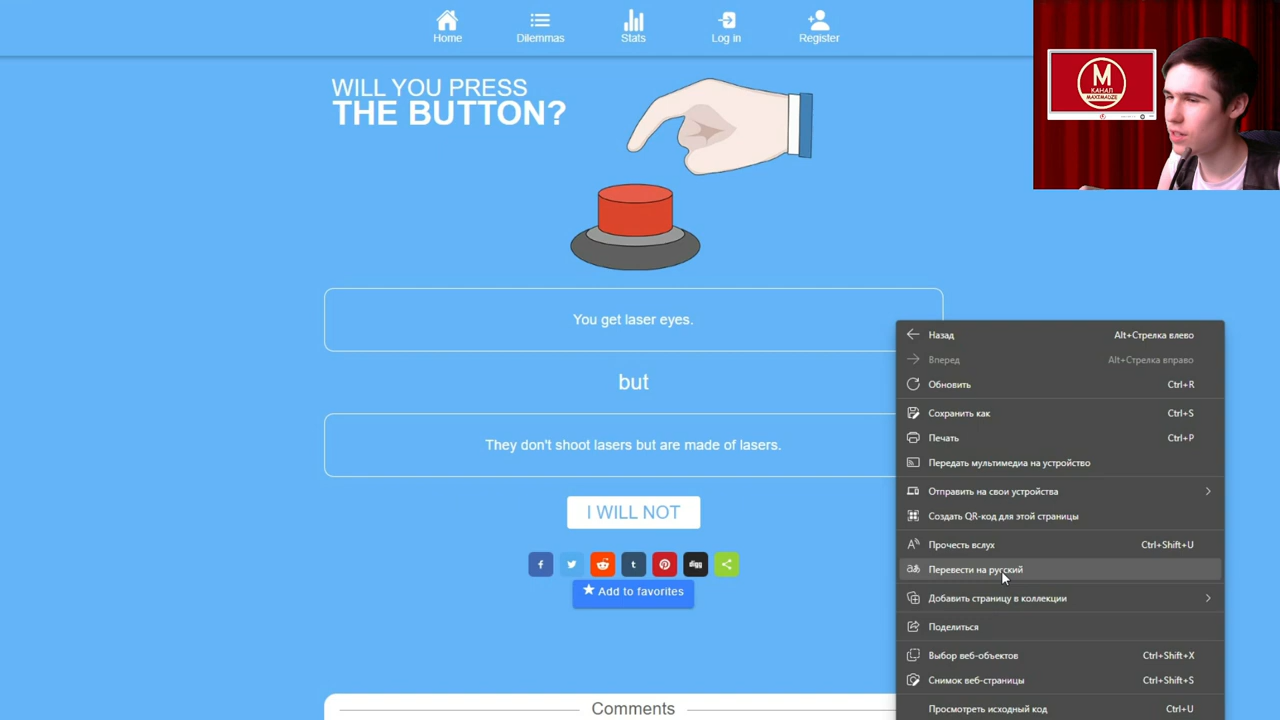 Home
Dilemmas
Stats
Log in
Register
WILL YOU PRESS
THE BUTTON?
М
КАНАЛ
MAXIMADZE
You get laser eyes.
but
They don't shoot lasers but are made of lasers.
I WILL NOT
digg
Add to favorites
Comments
Назад Alt+Стрелка влево
Вперед Alt+Стрелка вправо
Обновить Ctrl+R
Сохранить как Ctrl+S
Печать Ctrl+P
Передать мультимедиа на устройство
Отправить на свои устройства
Создать QR-код для этой страницы
Прочесть вслух Ctrl+Shift+U
Перевести на русский
Добавить страницу в коллекции
Поделиться
Выбор веб-объектов Ctrl+Shift+X
Снимок веб-страницы Ctrl+Shift+S
Просмотреть исходный код Ctrl+U